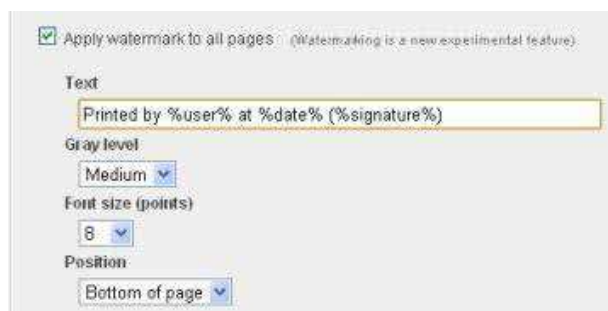 Apply watermark to all pages (Watermarking is a new experimental feature)
Text
Printed by %user% at %date% (%signature%)
Gray level
Medium
Font size (points)
8
Position
Bottom of page